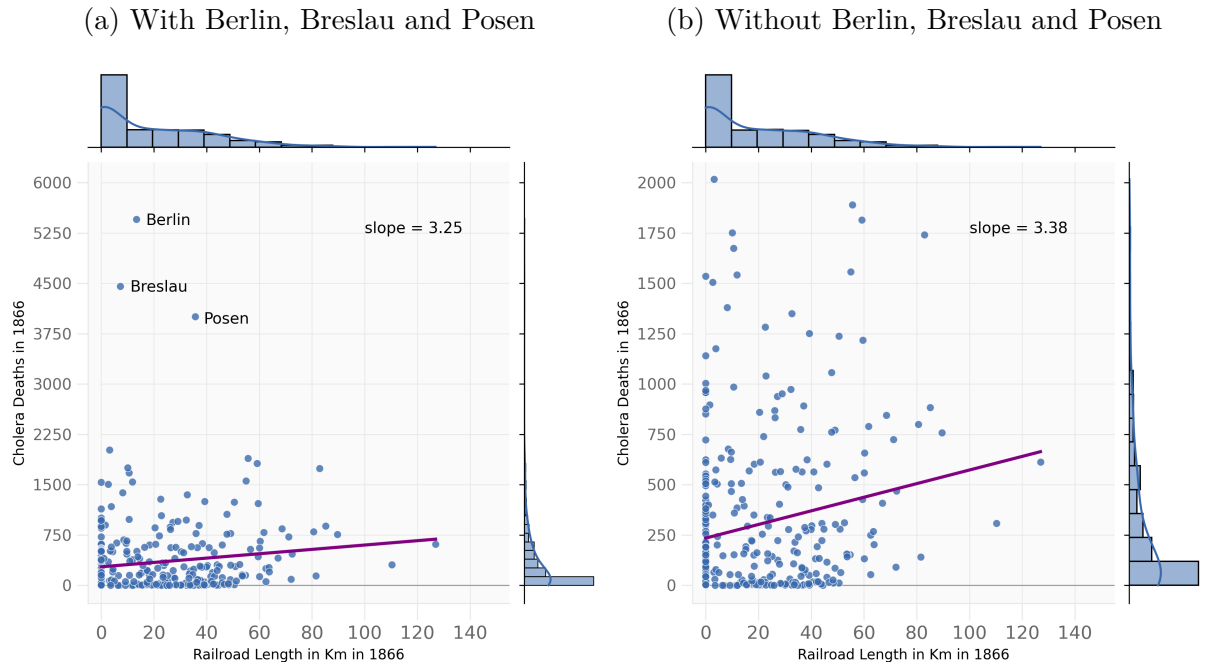 (a) With Berlin, Breslau and Posen
6000
5250
4500
3750
3000
2250
1500
750
0
Cholera Deaths in 1866
Berlin
Breslau
Posen
slope = 3.25
0 20 40 60 80 100 120 140
Railroad Length in Km in 1866
(b) Without Berlin, Breslau and Posen
2000
1750
1500
1250
1000
750
500
250
0
Cholera Deaths in 1866
slope = 3.38
0 20 40 60 80 100 120 140
Railroad Length in Km in 1866